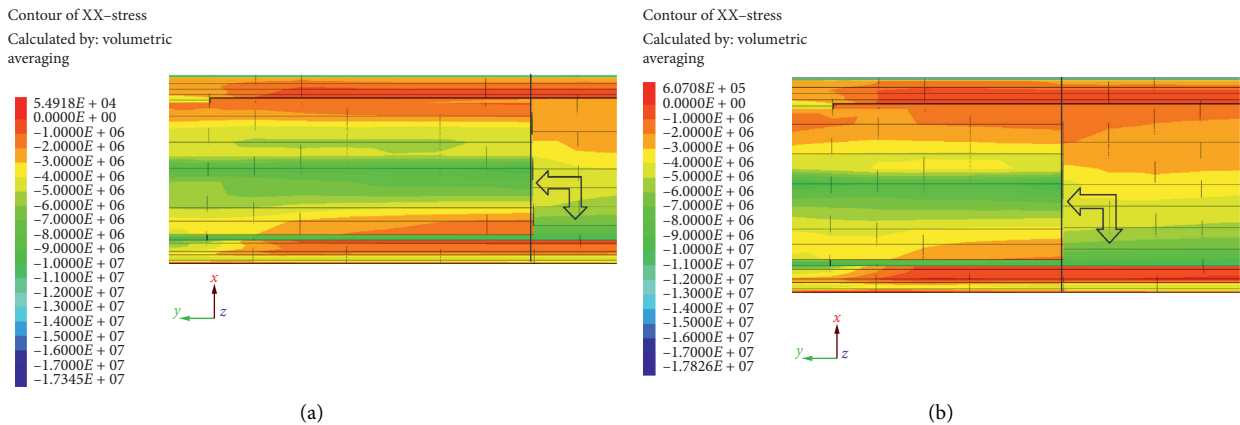 Contour of XX–stress
Calculated by: volumetric
averaging
5.4918E + 04
0.0000E + 00
–1.0000E + 06
–2.0000E + 06
–3.0000E + 06
–4.0000E + 06
–5.0000E + 06
–6.0000E + 06
–7.0000E + 06
–8.0000E + 06
–9.0000E + 06
–1.0000E + 07
–1.1000E + 07
–1.2000E + 07
–1.3000E + 07
–1.4000E + 07
–1.5000E + 07
–1.6000E + 07
–1.7000E + 07
–1.7345E + 07
x
y
z
(a)
Contour of XX–stress
Calculated by: volumetric
averaging
6.0708E + 05
0.0000E + 00
–1.0000E + 06
–2.0000E + 06
–3.0000E + 06
–4.0000E + 06
–5.0000E + 06
–6.0000E + 06
–7.0000E + 06
–8.0000E + 06
–9.0000E + 06
–1.0000E + 07
–1.1000E + 07
–1.2000E + 07
–1.3000E + 07
–1.4000E + 07
–1.5000E + 07
–1.6000E + 07
–1.7000E + 07
–1.7826E + 07
x
y
z
(b)